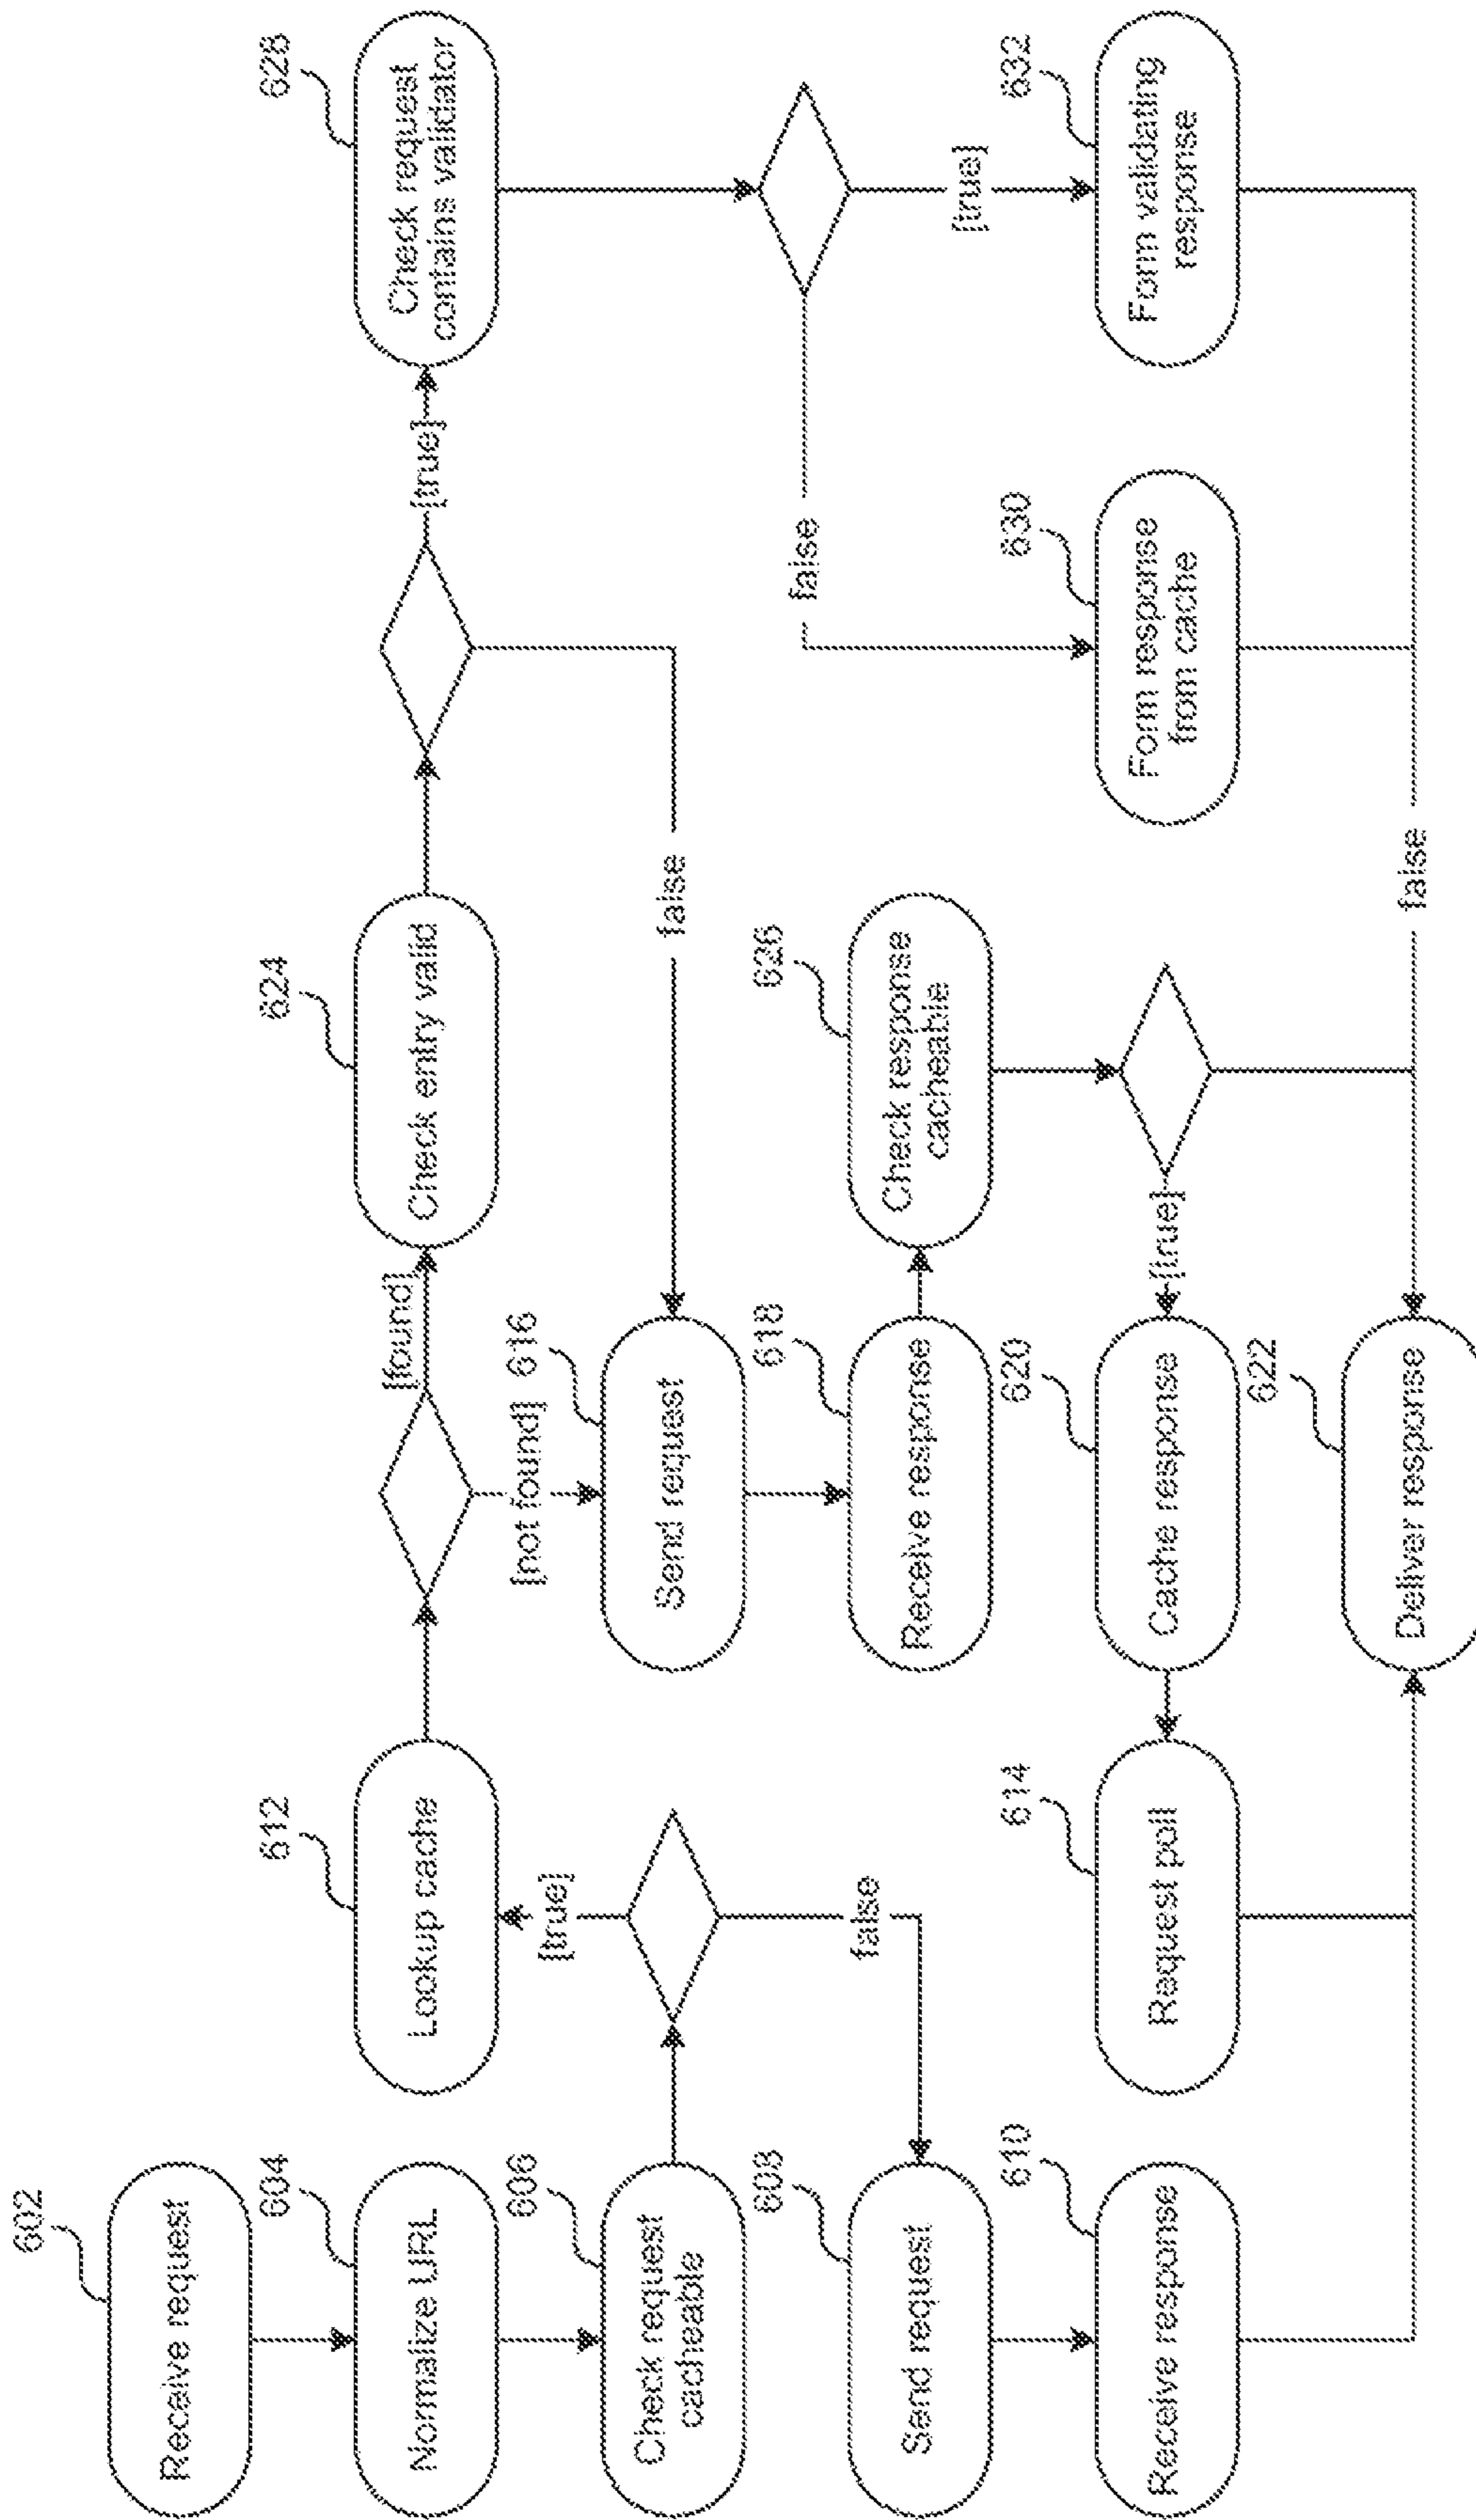 602
Receive request
604
Normalize URL
606
Check request
cacheable
[true]
false
608
Send request
610
Receive response
612
Lookup cache
[found]
[not found]
614
Request poll
616
Send request
618
Receive response
620
Cache response
622
Deliver response
624
Check entry valid
[true]
false
626
Check response
cacheable
[true]
false
628
Check request
contains validator
false
[true]
630
Form response
from cache
632
Form validating
response